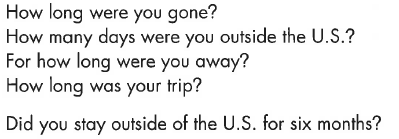 How long were you gone?
How many days were you outside the U.S.?
For how long were you away?
How long was your trip?
Did you stay outside of the U.S. for six months?